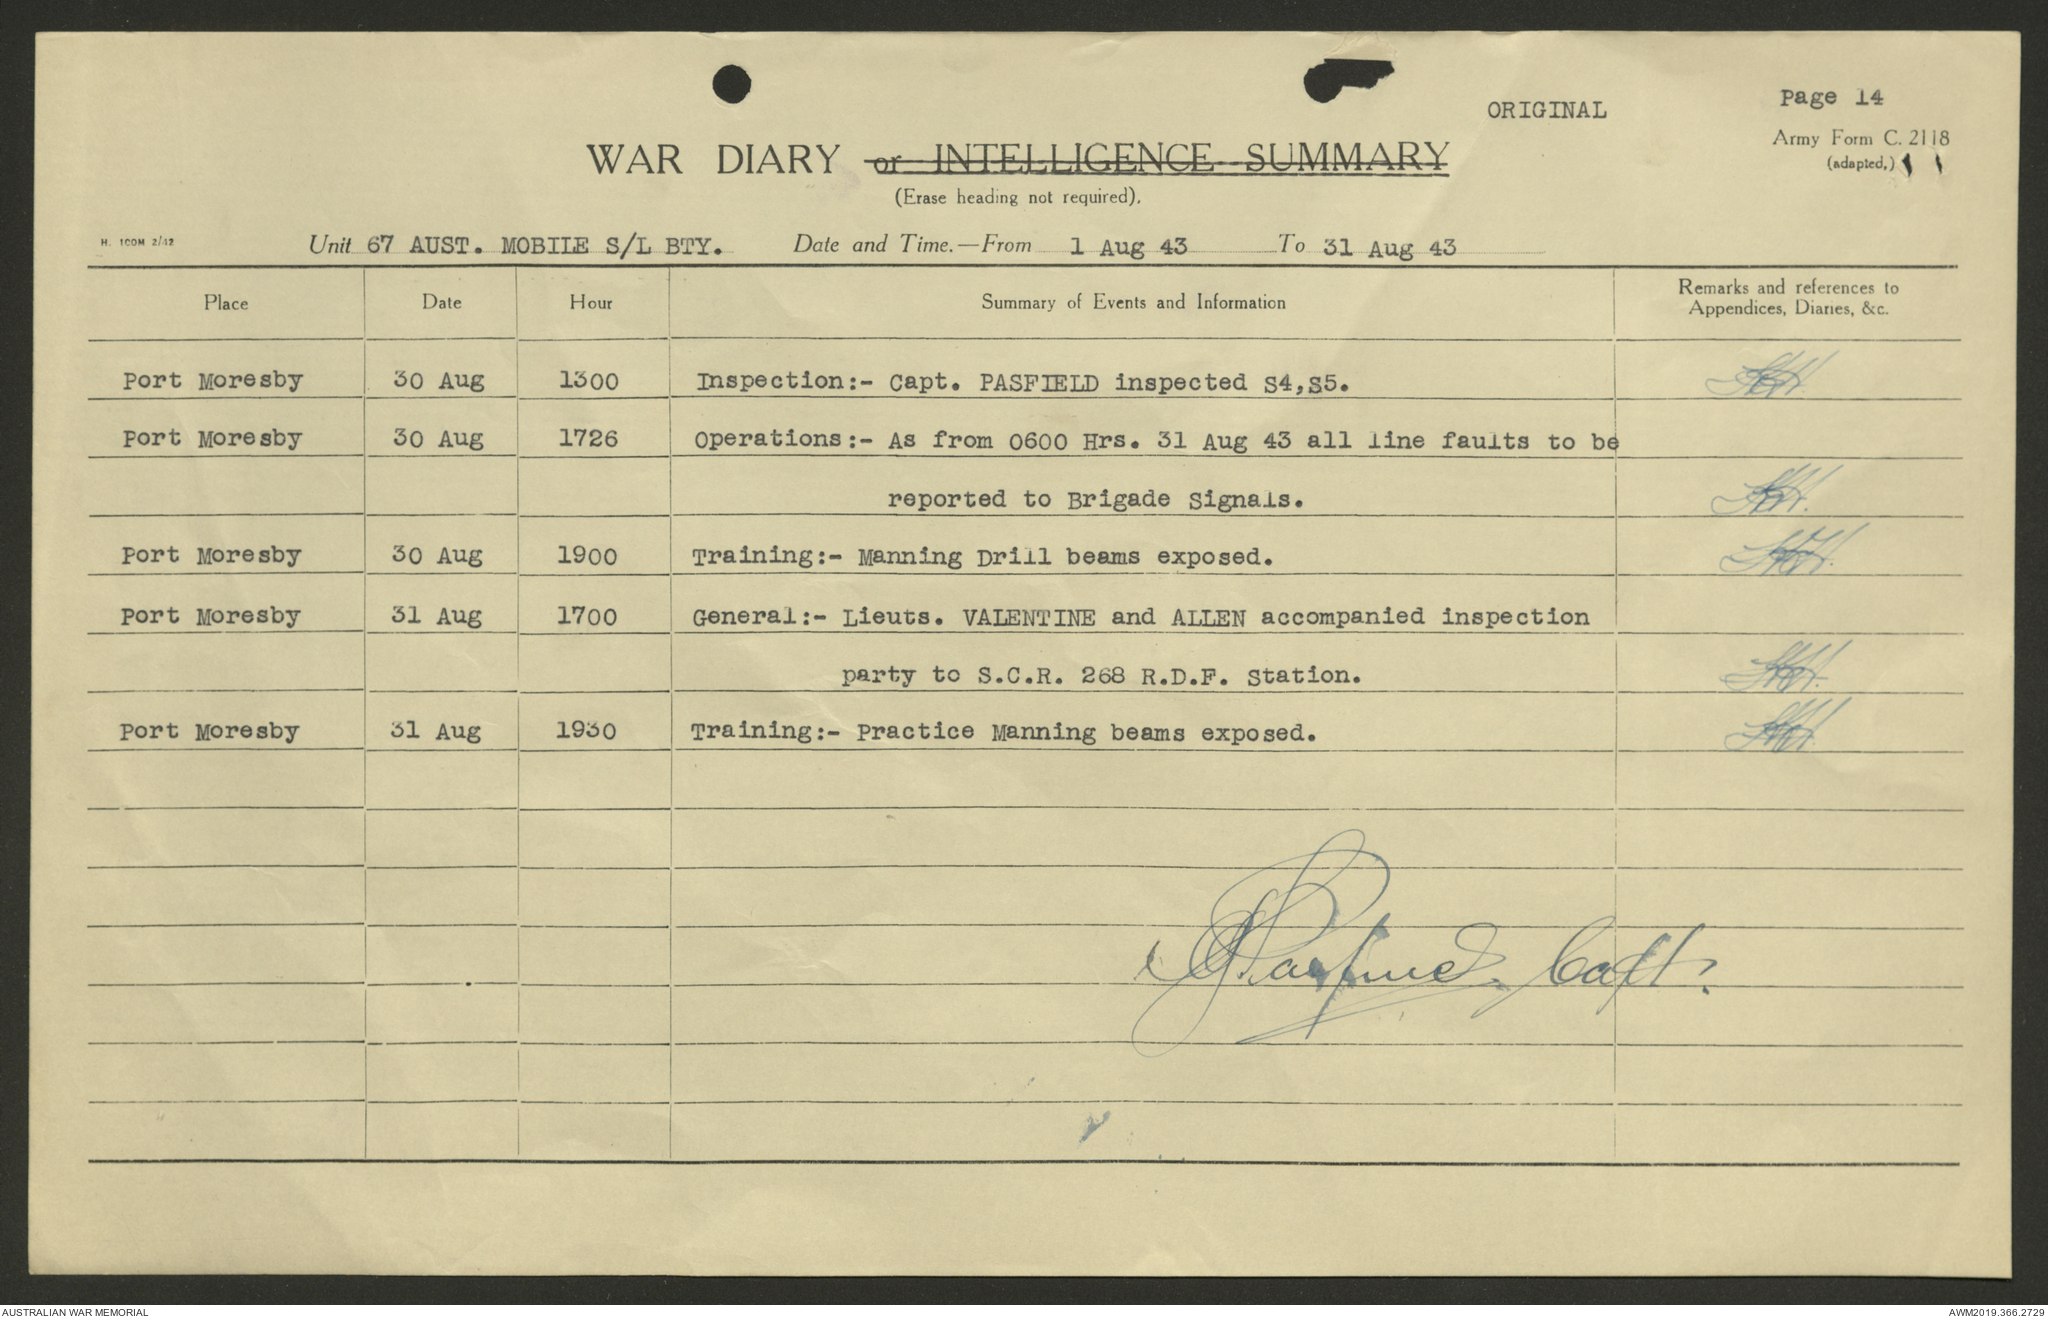 ORIGINAL
Page 14
Army Form C. 2118
(adapted,)
WAR DIARY or INTELLIGENCE SUMMARY
(Erase heading not required).
H. 1COM 2/42
Unit 67 AUST. MOBILE S/L BTY. Date and Time.—From 1 Aug 43 To 31 Aug 43
Place Date Hour Summary of Events and Information Remarks and references to
Appendices, Diaries, &c.
Port Moresby 30 Aug 1300 Inspection:- Capt. PASFIELD inspected S4,S5.
Port Moresby 30 Aug 1726 Operations:- As from 0600 Hrs. 31 Aug 43 all line faults to be
reported to Brigade Signals.
Port Moresby 30 Aug 1900 Training:- Manning Drill beams exposed.
Port Moresby 31 Aug 1700 General:- Lieuts. VALENTINE and ALLEN accompanied inspection
party to S.C.R. 268 R.D.F. Station.
Port Moresby 31 Aug 1930 Training:- Practice Manning beams exposed.
Capt.
AUSTRALIAN WAR MEMORIAL
AWM2019.366.2729